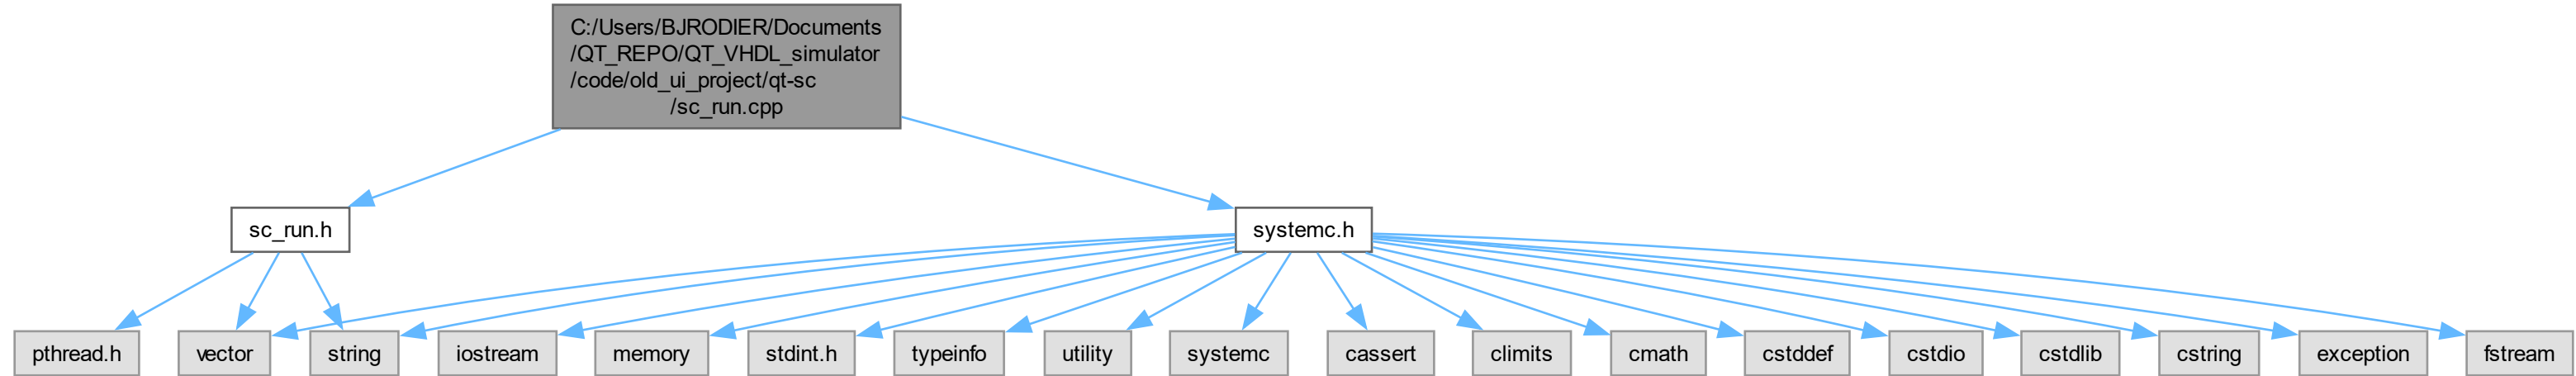 C:/Users/BJRODIER/Documents
/QT_REPO/QT_VHDL_simulator
/code/old_ui_project/qt-sc
/sc_run.cpp
sc_run.h
systemc.h
pthread.h
vector
string
iostream
memory
stdint.h
typeinfo
utility
systemc
cassert
climits
cmath
cstddef
cstdio
cstdlib
cstring
exception
fstream